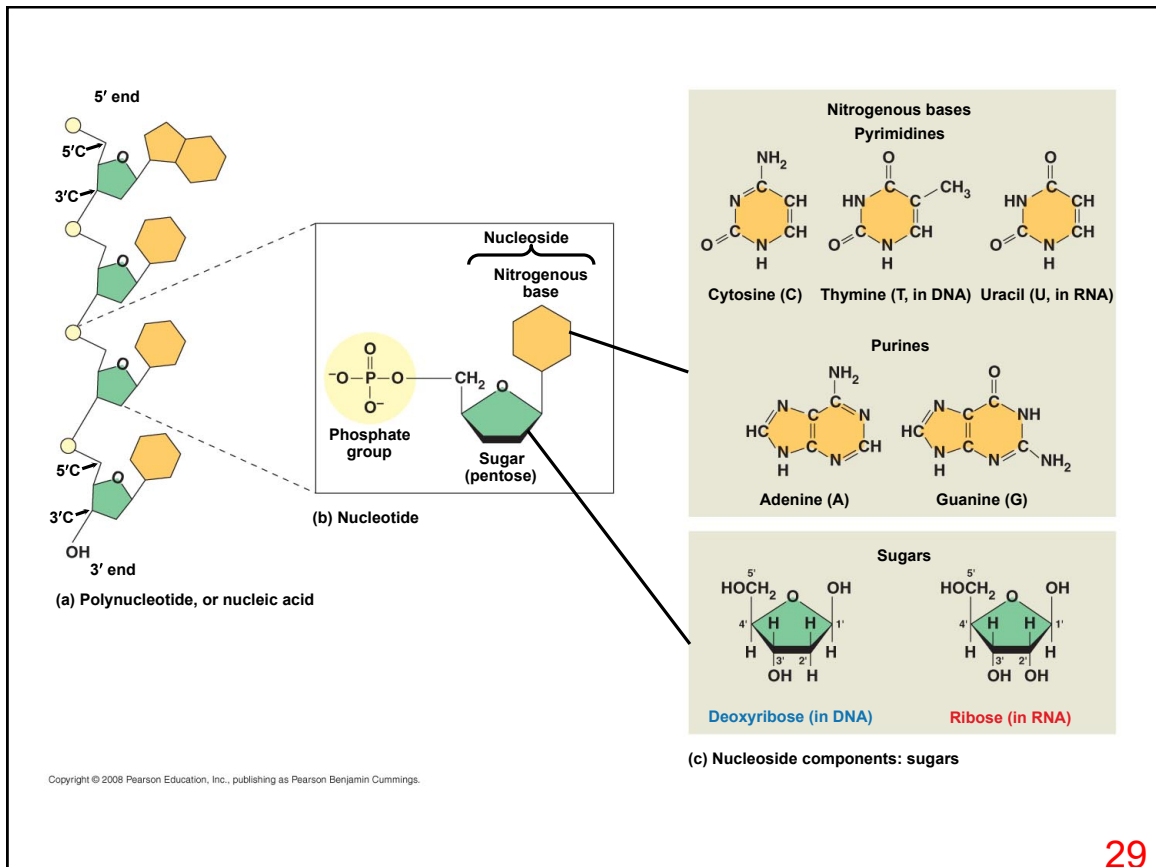 5′ end
5′C
O
3′C
O
O
5′C
O
3′C
OH
3′ end
(a) Polynucleotide, or nucleic acid
Nucleoside
Nitrogenous
base
O
⁻O P O CH₂ O
O⁻
Phosphate
group
Sugar
(pentose)
(b) Nucleotide
Nitrogenous bases
Pyrimidines
NH₂
C
N CH
C CH
O N
H
Cytosine (C)
O
C CH₃
HN C
C CH
O N
H
Thymine (T, in DNA)
O
C
HN CH
C CH
O N
H
Uracil (U, in RNA)
Purines
NH₂
N C
C N
HC
C CH
N N
H
Adenine (A)
O
N C
C NH
HC
C C
N N NH₂
H
Guanine (G)
Sugars
5'
HOCH₂ O OH
4' H H 1'
H 3' 2' H
OH H
Deoxyribose (in DNA)
5'
HOCH₂ O OH
4' H H 1'
H 3' 2' H
OH OH
Ribose (in RNA)
(c) Nucleoside components: sugars
Copyright © 2008 Pearson Education, Inc., publishing as Pearson Benjamin Cummings.
29